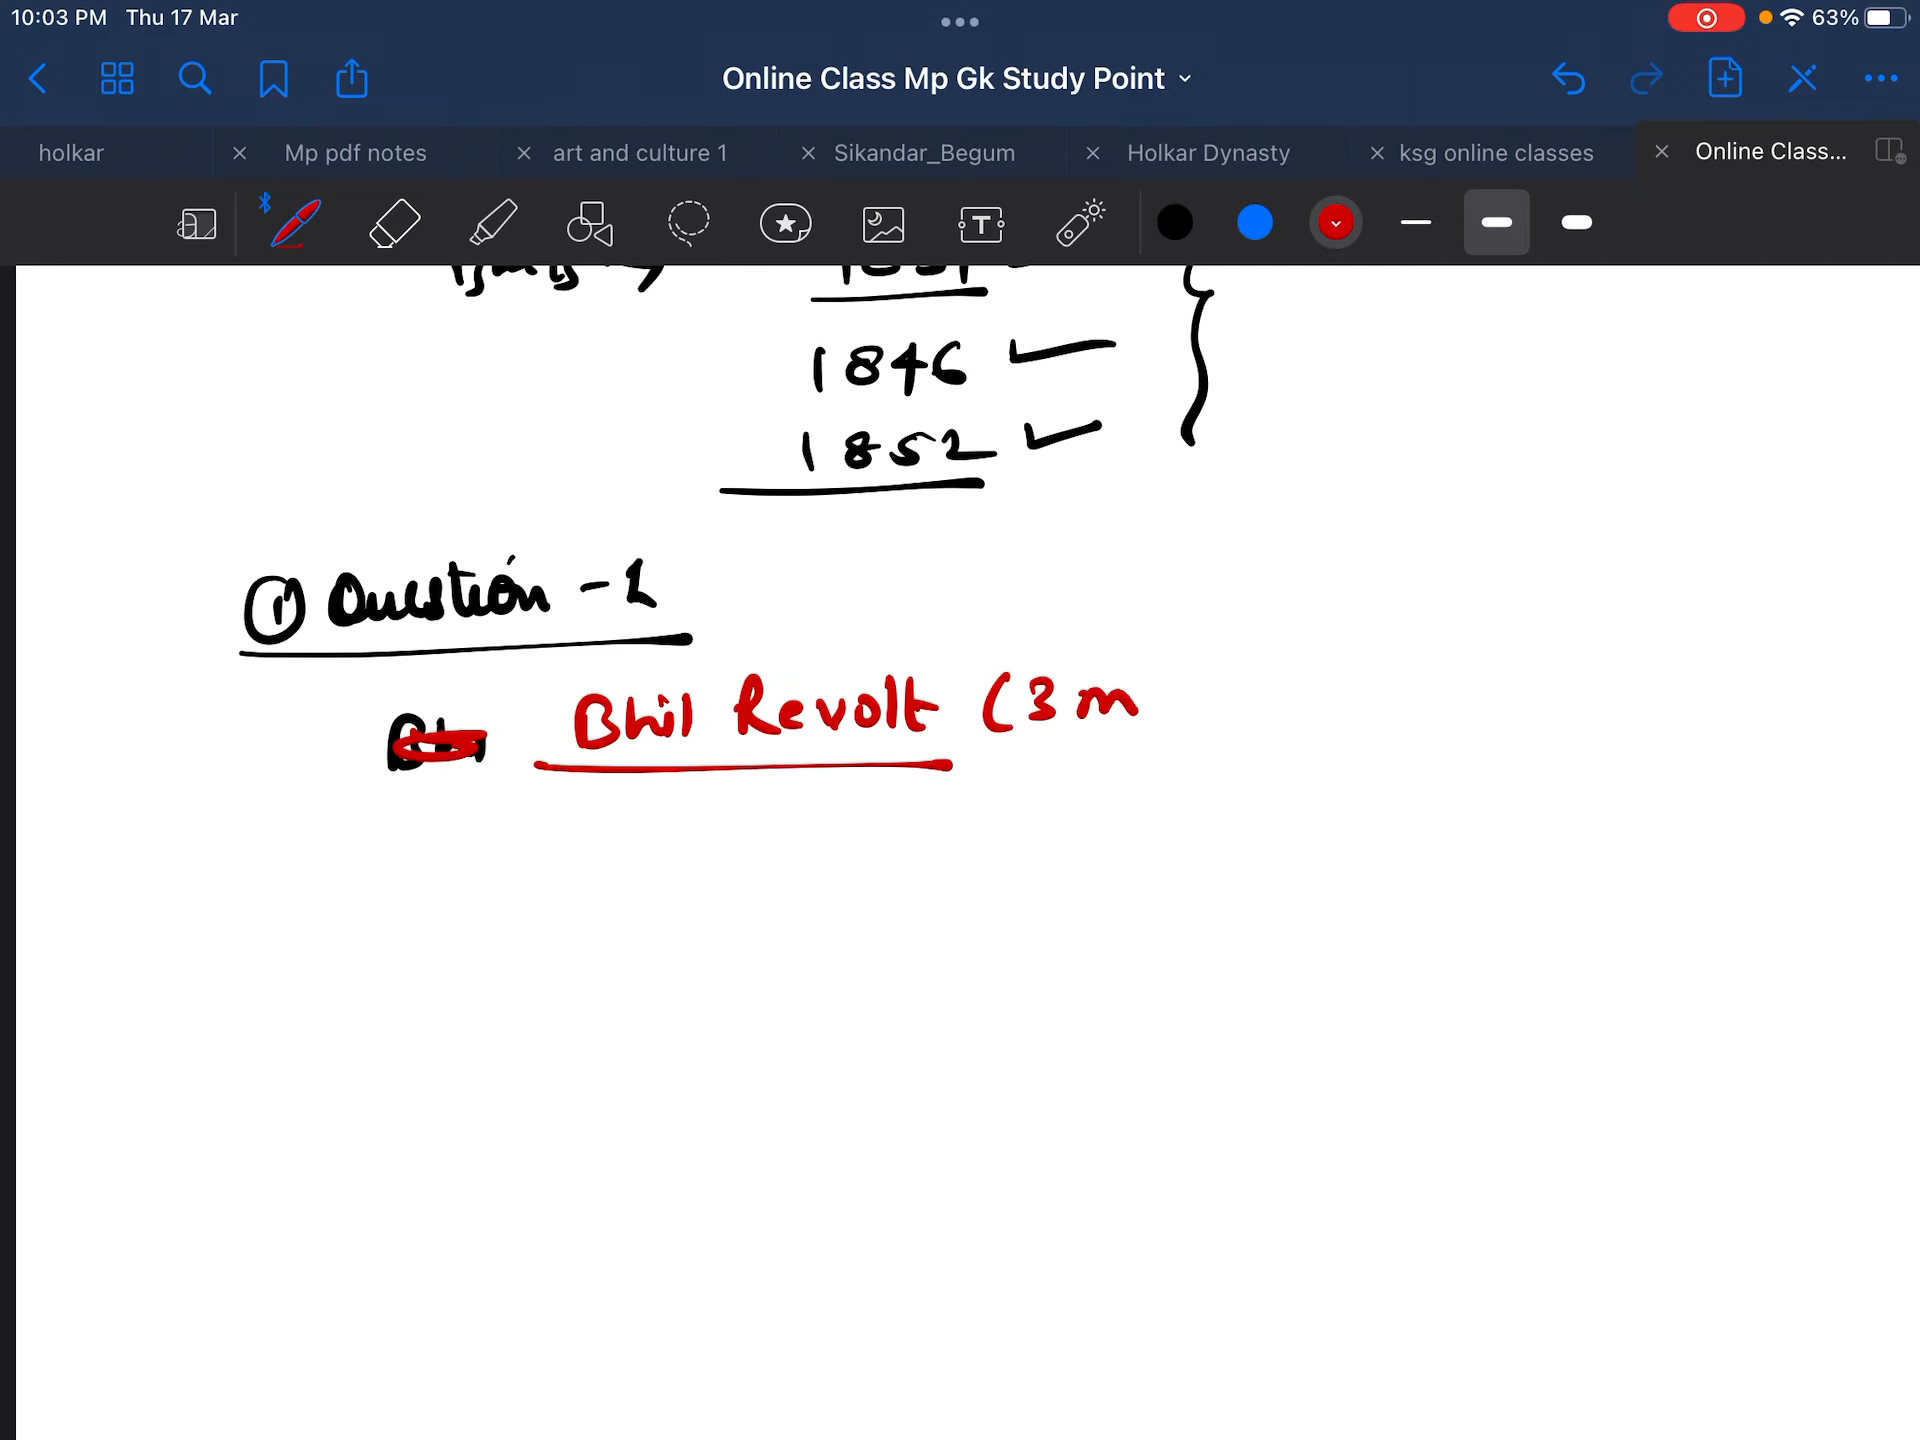 10:03 PM Thu 17 Mar
63%
Online Class Mp Gk Study Point
holkar
Mp pdf notes
art and culture 1
Sikandar_Begum
Holkar Dynasty
ksg online classes
Online Class...
1846
1852
① Question - 1
Bhil Revolt (3 m